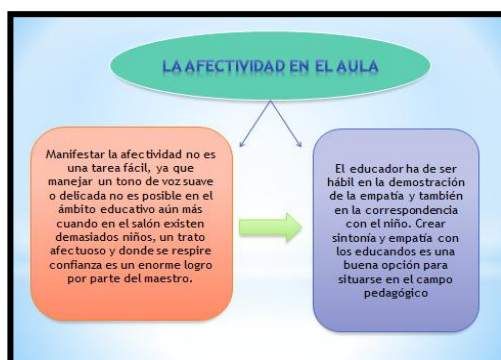 LA AFECTIVIDAD EN EL AULA
Manifestar la afectividad no es
una tarea fácil, ya que
manejar un tono de voz suave
o delicada no es posible en el
ámbito educativo aún más
cuando en el salón existen
demasiados niños, un trato
afectuoso y donde se respire
confianza es un enorme logro
por parte del maestro.
El educador ha de ser
hábil en la demostración
de la empatía y también
en la correspondencia
con el niño. Crear
sintonía y empatía con
los educandos es una
buena opción para
situarse en el campo
pedagógico